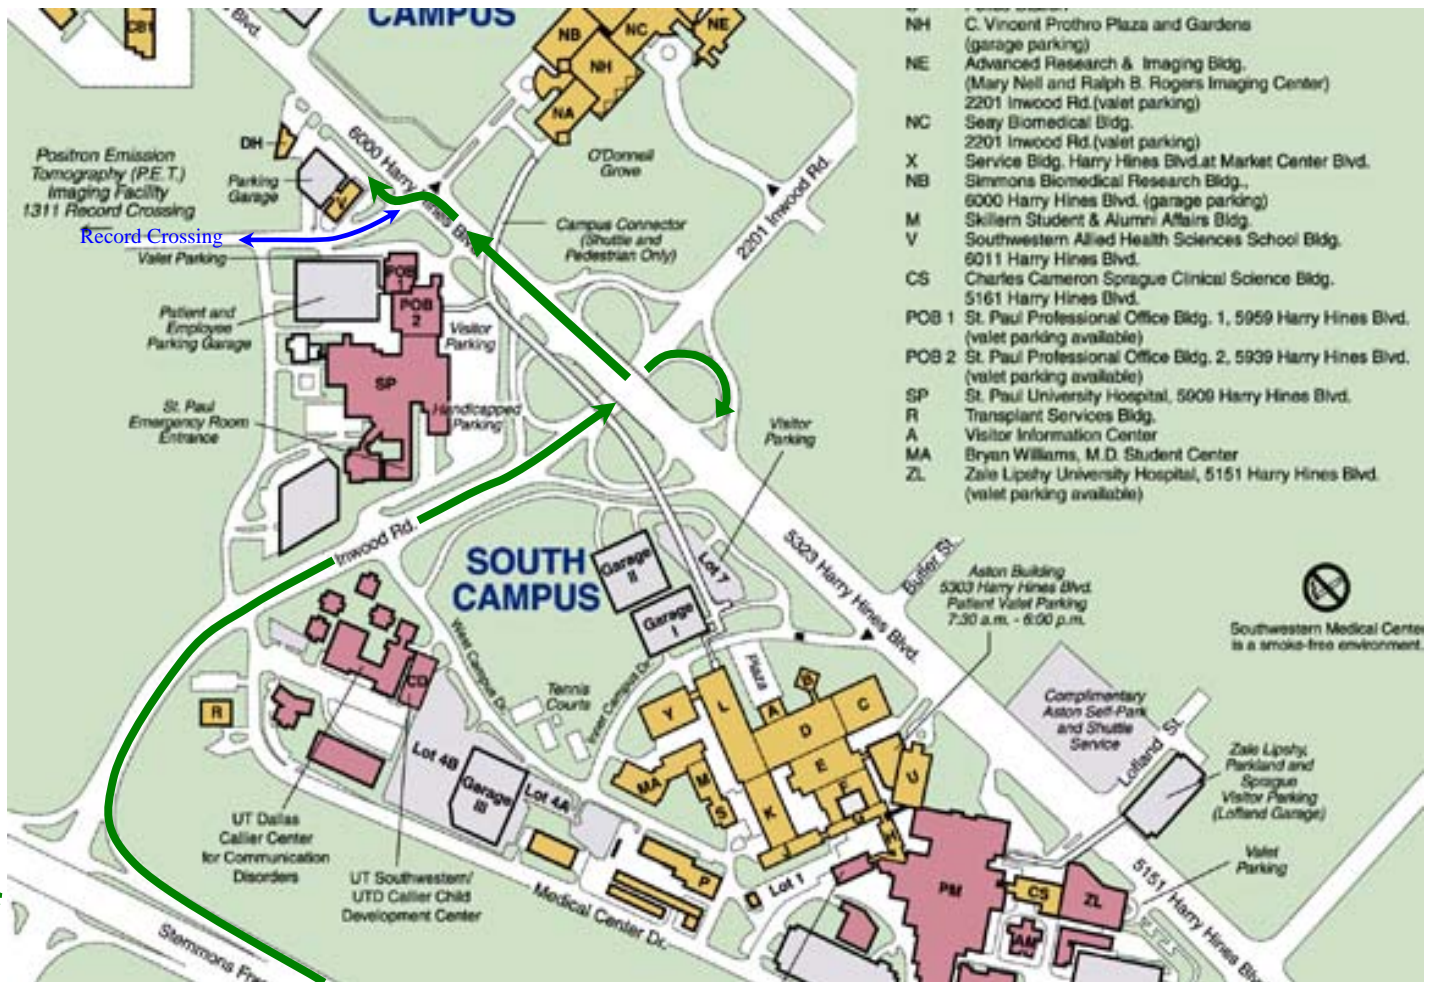 CAMPUS
CB1
Blvd.
NB
NC
NE
NH
NA
DH
6000 Harry Hines Blvd.
Positron Emission
Tomography (P.E.T.)
Imaging Facility
1311 Record Crossing
Parking
Garage
V
Record Crossing
Valet Parking
O'Donnell
Grove
Campus Connector
(Shuttle and
Pedestrian Only)
2201 Inwood Rd.
POB
1
POB
2
Patient and
Employee
Parking Garage
Visitor
Parking
SP
St. Paul
Emergency Room
Entrance
Handicapped
Parking
Visitor
Parking
Inwood Rd.
SOUTH
CAMPUS
Garage
II
Garage
I
Lot 7
5323 Harry Hines Blvd.
Butler St.
Aston Building
5303 Harry Hines Blvd.
Patient Valet Parking
7:30 a.m. - 6:00 p.m.
Southwestern Medical Center
is a smoke-free environment.
West Campus Dr.
Inner Campus Dr.
Tennis
Courts
Plaza
CD
R
Lot 4B
Garage
III
Lot 4A
Y
L
A
B
C
D
E
F
G
H
J
K
M
S
MA
U
P
Lot 1
PM
CS
ZL
AM
Complimentary
Aston Self-Park
and Shuttle
Service
Lofland St.
Zale Lipshy,
Parkland and
Sprague
Visitor Parking
(Lofland Garage)
Valet
Parking
5151 Harry Hines Blvd.
UT Dallas
Callier Center
for Communication
Disorders
UT Southwestern/
UTD Callier Child
Development Center
Medical Center Dr.
Stemmons
NH C. Vincent Prothro Plaza and Gardens
(garage parking)
NE Advanced Research & Imaging Bldg.
(Mary Nell and Ralph B. Rogers Imaging Center)
2201 Inwood Rd.(valet parking)
NC Seay Biomedical Bldg.
2201 Inwood Rd.(valet parking)
X Service Bldg. Harry Hines Blvd.at Market Center Blvd.
NB Simmons Biomedical Research Bldg.,
6000 Harry Hines Blvd. (garage parking)
M Skillern Student & Alumni Affairs Bldg.
V Southwestern Allied Health Sciences School Bldg.
6011 Harry Hines Blvd.
CS Charles Cameron Sprague Clinical Science Bldg.
5161 Harry Hines Blvd.
POB 1 St. Paul Professional Office Bldg. 1, 5959 Harry Hines Blvd.
(valet parking available)
POB 2 St. Paul Professional Office Bldg. 2, 5939 Harry Hines Blvd.
(valet parking available)
SP St. Paul University Hospital, 5909 Harry Hines Blvd.
R Transplant Services Bldg.
A Visitor Information Center
MA Bryan Williams, M.D. Student Center
ZL Zale Lipshy University Hospital, 5151 Harry Hines Blvd.
(valet parking available)